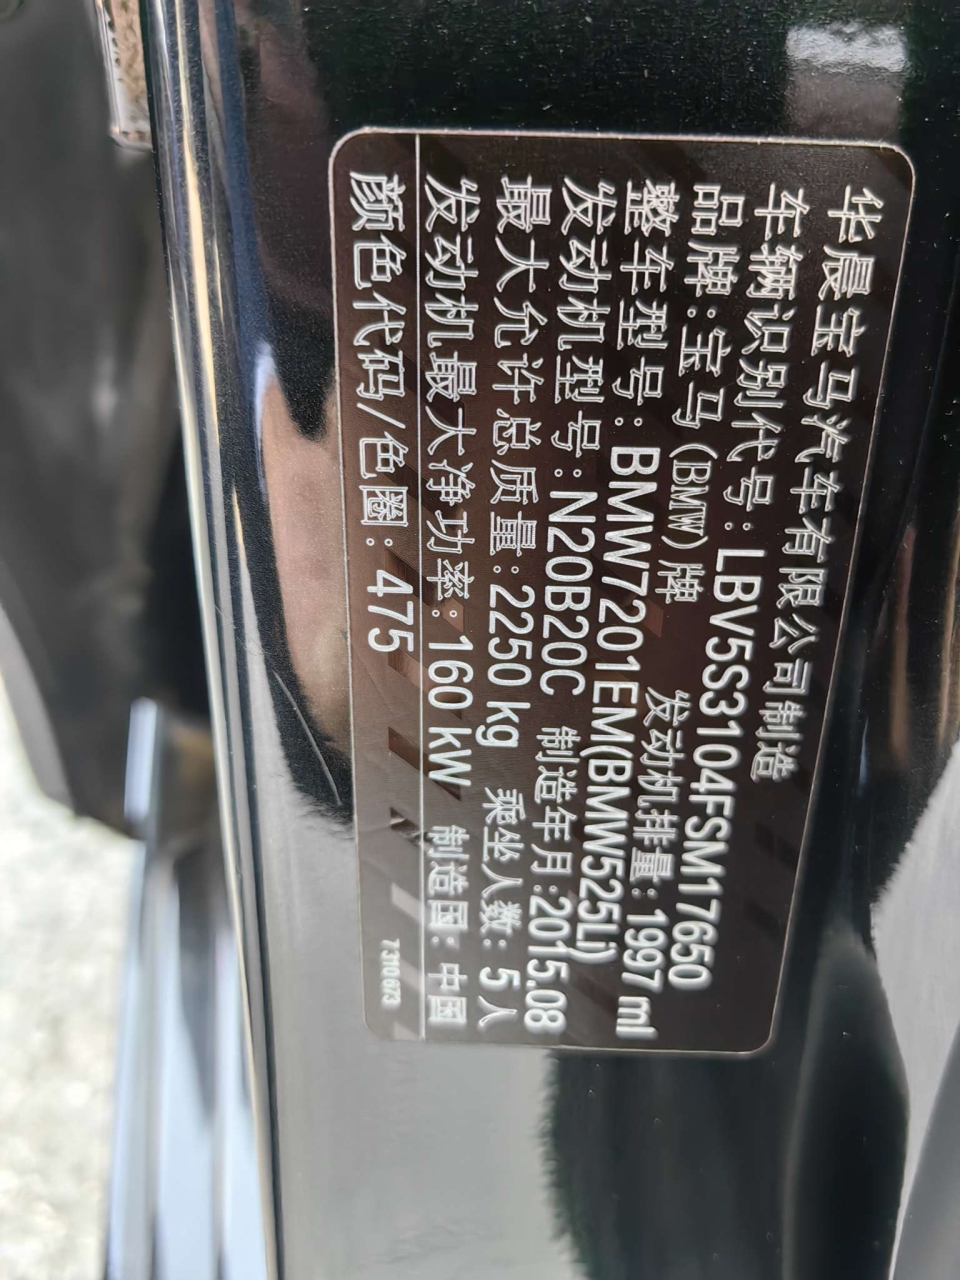 华晨宝马汽车有限公司制造
车辆识别代号: LBV5S3104FSM17650
品牌:宝马(BMW)牌 发动机排量: 1997 ml
整车型号: BMW7201EM(BMW525Li)
发动机型号: N20B20C 制造年月:2015.08
最大允许总质量: 2250 kg 乘坐人数: 5人
发动机最大净功率: 160 kW 制造国: 中国
颜色代码/色圈: 475
7310673